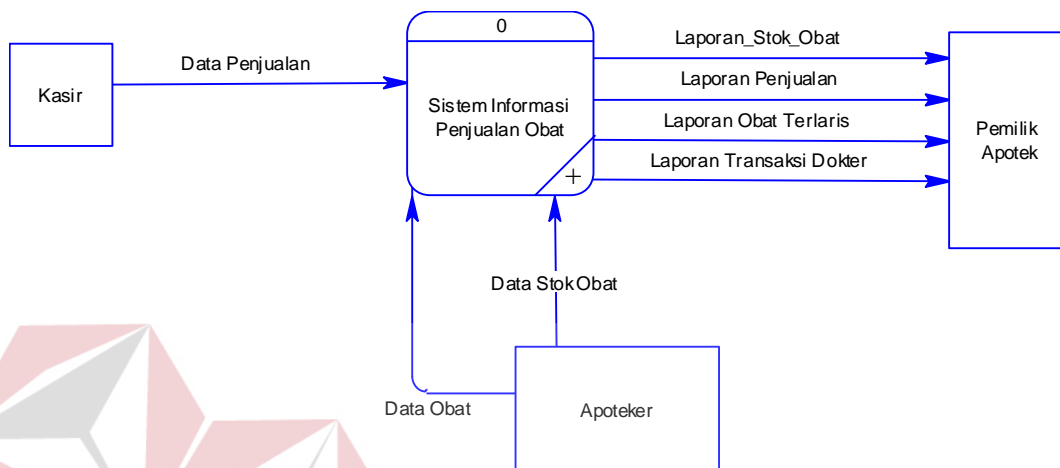 0
Kasir
Data Penjualan
Sistem Informasi
Penjualan Obat
+
Laporan_Stok_Obat
Laporan Penjualan
Laporan Obat Terlaris
Laporan Transaksi Dokter
Pemilik
Apotek
Data Stok Obat
Data Obat
Apoteker